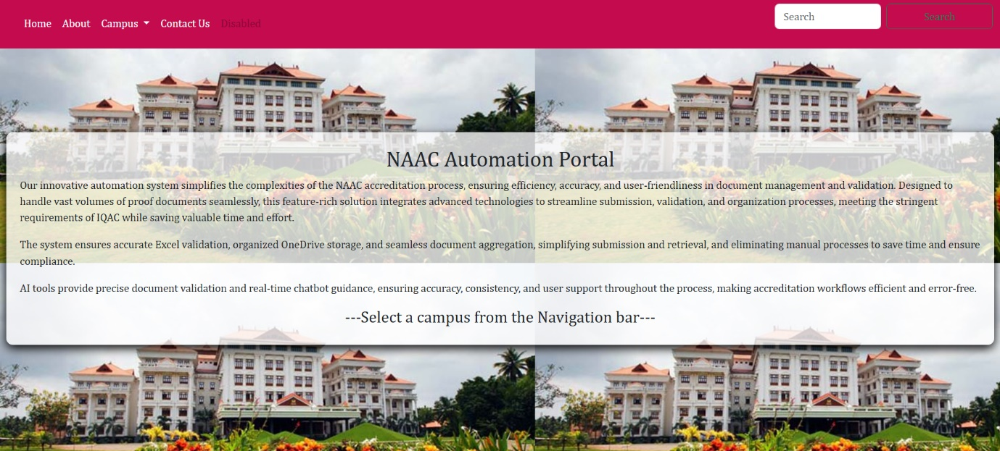 Home About Campus Contact Us Disabled Search Search
NAAC Automation Portal
Our innovative automation system simplifies the complexities of the NAAC accreditation process, ensuring efficiency, accuracy, and user-friendliness in document management and validation. Designed to
handle vast volumes of proof documents seamlessly, this feature-rich solution integrates advanced technologies to streamline submission, validation, and organization processes, meeting the stringent
requirements of IQAC while saving valuable time and effort.
The system ensures accurate Excel validation, organized OneDrive storage, and seamless document aggregation, simplifying submission and retrieval, and eliminating manual processes to save time and ensure
compliance.
AI tools provide precise document validation and real-time chatbot guidance, ensuring accuracy, consistency, and user support throughout the process, making accreditation workflows efficient and error-free.
---Select a campus from the Navigation bar---